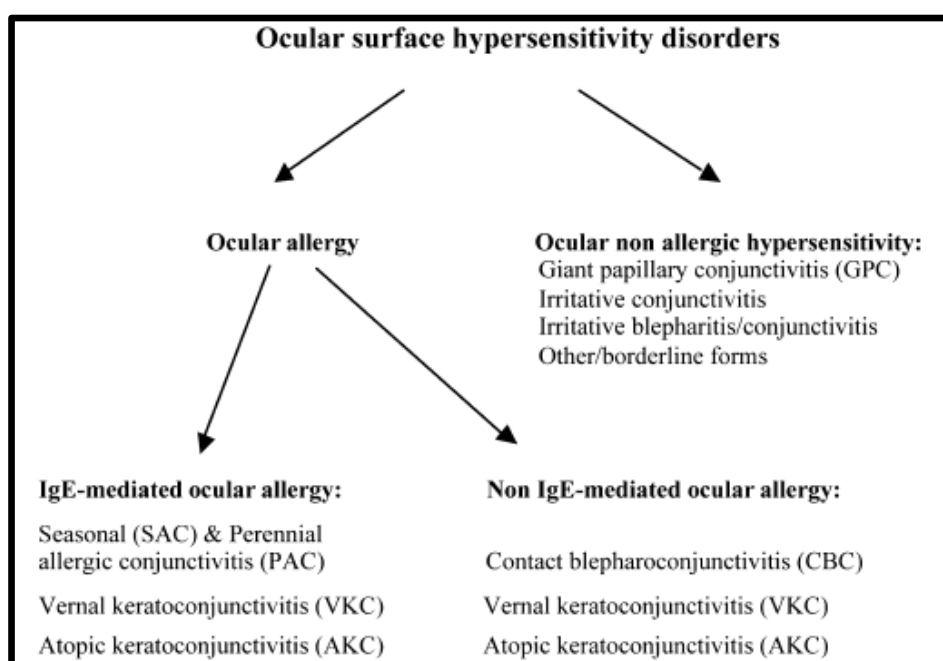 Ocular surface hypersensitivity disorders
Ocular allergy
Ocular non allergic hypersensitivity:
Giant papillary conjunctivitis (GPC)
Irritative conjunctivitis
Irritative blepharitis/conjunctivitis
Other/borderline forms
IgE-mediated ocular allergy:
Seasonal (SAC) & Perennial
allergic conjunctivitis (PAC)
Vernal keratoconjunctivitis (VKC)
Atopic keratoconjunctivitis (AKC)
Non IgE-mediated ocular allergy:
Contact blepharoconjunctivitis (CBC)
Vernal keratoconjunctivitis (VKC)
Atopic keratoconjunctivitis (AKC)